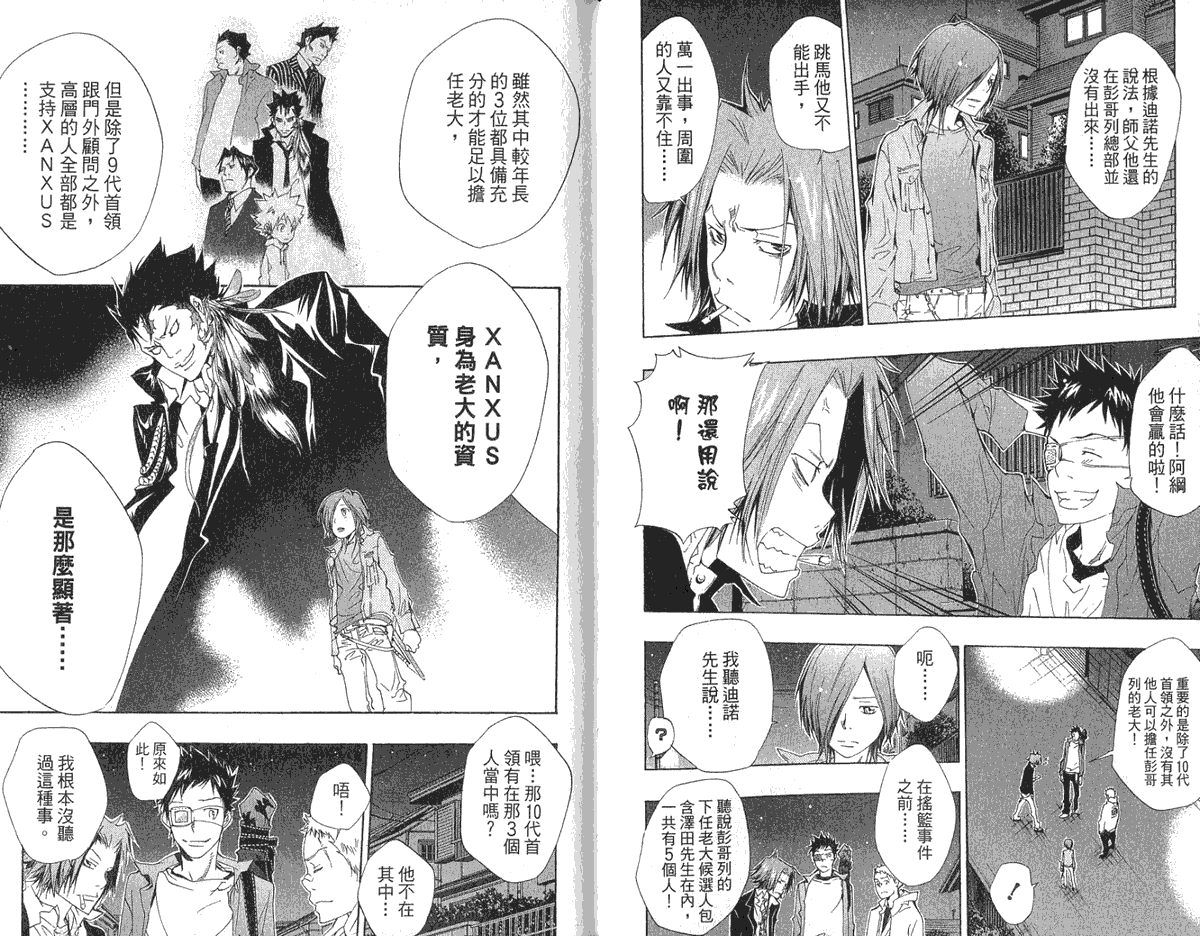 根據迪諾先生的
說法，師父他還
在彭哥列總部並
沒有出來……
跳馬他又不
能出手，
萬一出事，周圍
的人又靠不住……
什麼話！阿綱
他會贏的啦！
那還用說
啊！
重要的是除了10代
首領之外，沒有其
他人可以擔任彭哥
列的老大！
！
呃……
我聽迪諾
先生說……
？
在搖籃事件
之前……
聽說彭哥列的
下任老大候選人包
含澤田先生在內，
一共有5個人！
雖然其中較年長
的3位都具備充
分的才能足以擔
任老大，
但是除了9代首領
跟門外顧問之外，
高層的人全部都是
支持XANXUS
………
XANXUS
身為老大的資
質，
是那麼顯著……
喂…那10代首
領有在那3個
人當中嗎？
唔！
他不在
其中…
原來如
此！
我根本沒聽
過這種事。